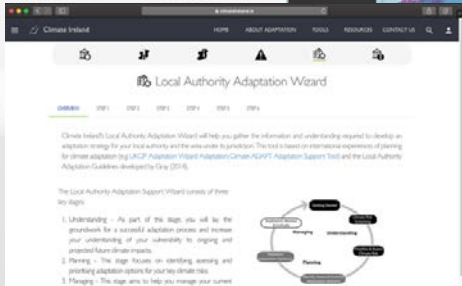 climateireland.ie
Climate Ireland
HOME ABOUT ADAPTATION TOOLS RESOURCES CONTACT US
Local Authority Adaptation Wizard
OVERVIEW STEP 1 STEP 2 STEP 3 STEP 4 STEP 5 STEP 6
Climate Ireland's Local Authority Adaptation Wizard will help you gather the information and understanding required to develop an
adaptation strategy for your local authority and the area under its jurisdiction. This tool is based on international experiences of planning
for climate adaptation (e.g UKCIP Adaptation Wizard Adaptation Climate-ADAPT Adaptation Support Tool) and the Local Authority
Adaptation Guidelines developed by Gray (2016).
The Local Authority Adaptation Support Wizard consists of three
key stages:
1. Understanding - As part of this stage, you will lay the
groundwork for a successful adaptation process and increase
your understanding of your vulnerability to ongoing and
projected future climate impacts.
2. Planning - This stage focuses on identifying, assessing and
prioritising adaptation options for your key climate risks.
3. Managing - This stage aims to help you manage your current
Getting Started
Managing
Understanding
Planning